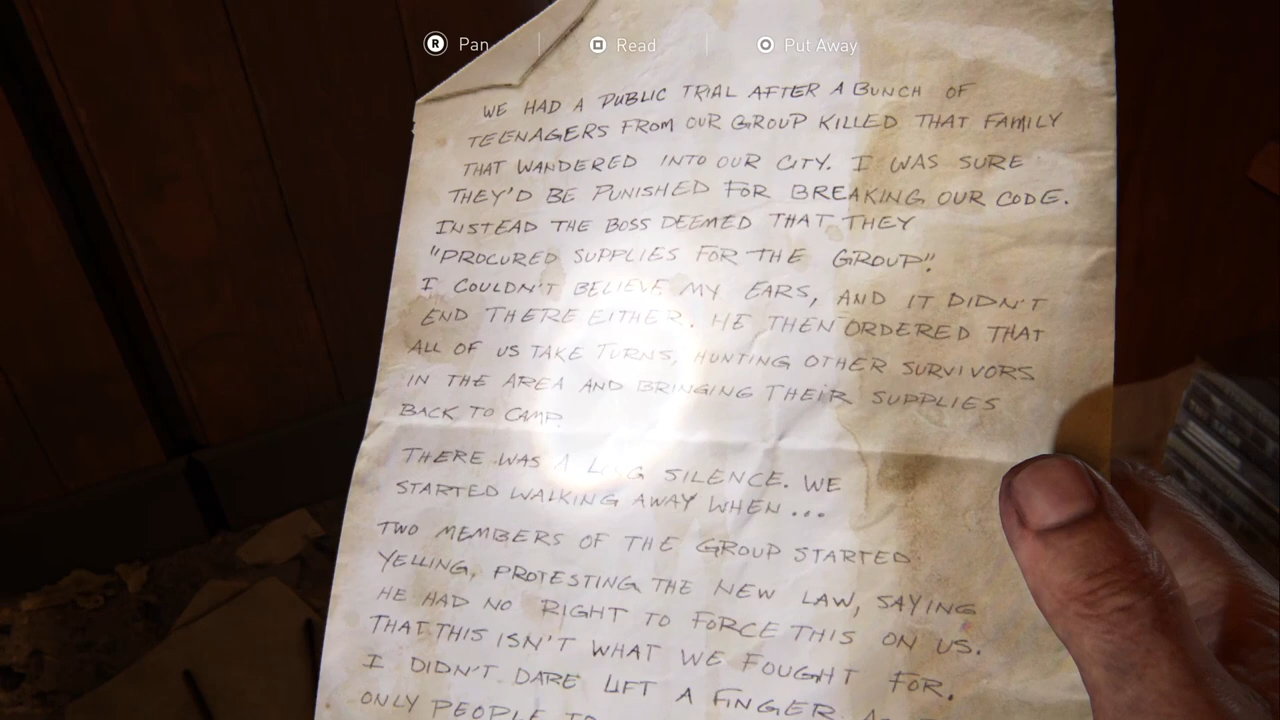 Pan
Read
Put Away
WE HAD A PUBLIC TRIAL AFTER A BUNCH OF
TEENAGERS FROM OUR GROUP KILLED THAT FAMILY
THAT WANDERED INTO OUR CITY. I WAS SURE
THEY'D BE PUNISHED FOR BREAKING OUR CODE.
INSTEAD THE BOSS DEEMED THAT THEY
"PROCURED SUPPLIES FOR THE GROUP".
I COULDN'T BELIEVE MY EARS, AND IT DIDN'T
END THERE EITHER. HE THEN ORDERED THAT
ALL OF US TAKE TURNS, HUNTING OTHER SURVIVORS
IN THE AREA AND BRINGING THEIR SUPPLIES
BACK TO CAMP.
THERE WAS A LONG SILENCE. WE
STARTED WALKING AWAY WHEN...
TWO MEMBERS OF THE GROUP STARTED
YELLING, PROTESTING THE NEW LAW, SAYING
HE HAD NO RIGHT TO FORCE THIS ON US.
THAT THIS ISN'T WHAT WE FOUGHT FOR.
I DIDN'T DARE LIFT A FINGER.
ONLY PEOPLE TO